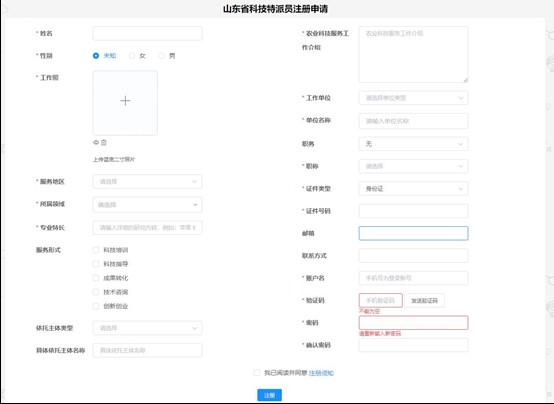 山东省科技特派员注册申请
* 姓名
* 性别 未知 女 男
* 工作照
上传蓝底二寸照片
* 服务地区 请选择
* 所属领域 请选择
* 专业特长 请输入详细的研究内容，例如：苹果
服务形式
科技培训
科技指导
成果转化
技术咨询
创新创业
依托主体类型 请选择
具体依托主体名称 具体依托主体名称
* 农业科技服务工作介绍 农业科技服务工作介绍
* 工作单位 请选择单位类型
* 单位名称 请输入单位名称
职务 无
* 职称 请选择
* 证件类型 身份证
* 证件号码
邮箱
联系方式
* 账户名 手机号为登录账号
* 验证码 手机验证码 发送验证码
不能为空
* 密码
请重新输入新密码
* 确认密码
我已阅读并同意 注册须知
注册